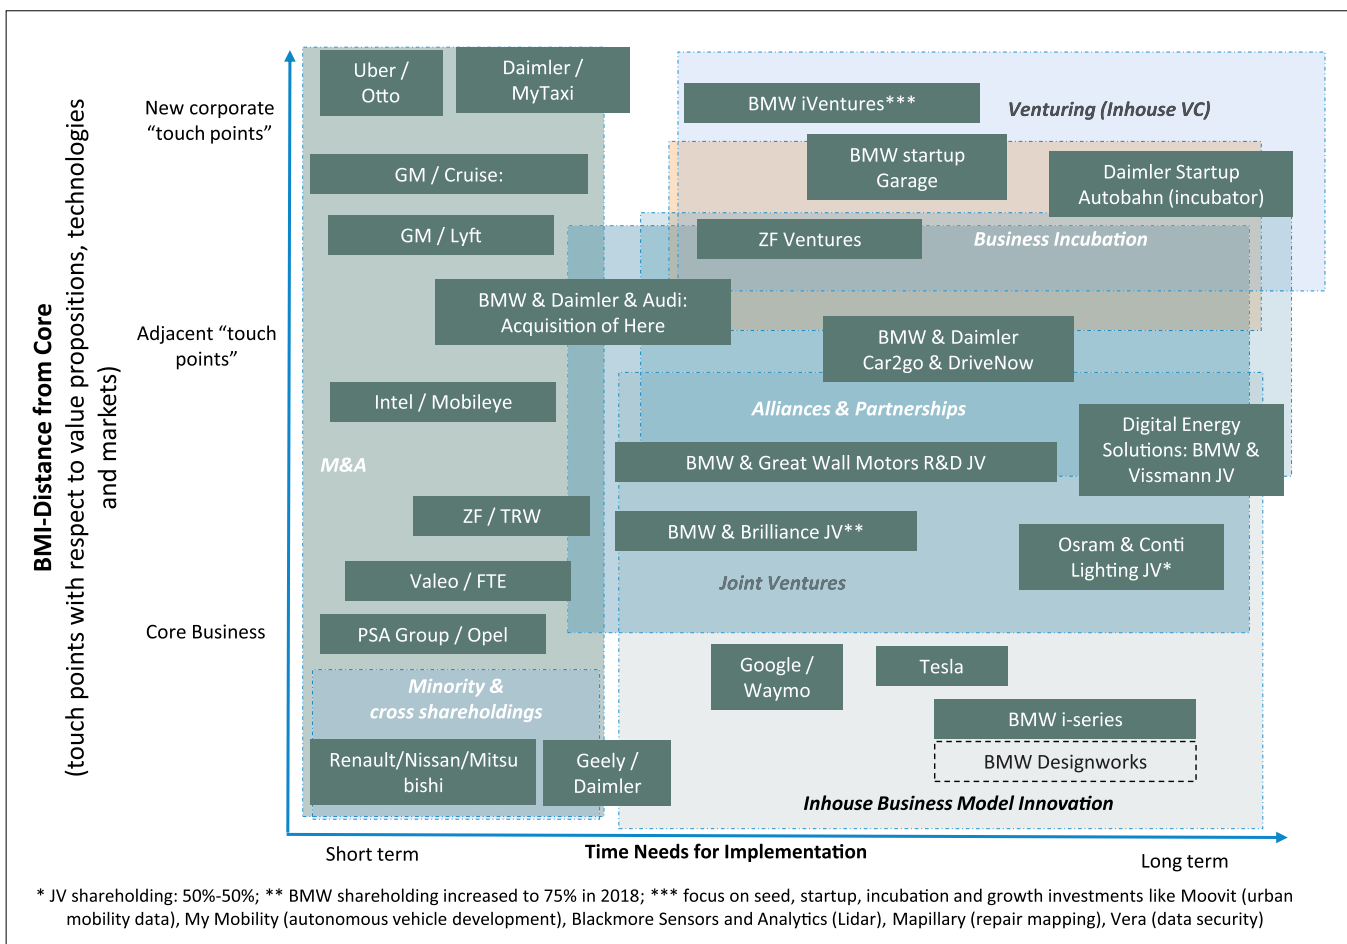 BMI-Distance from Core
(touch points with respect to value propositions, technologies
and markets)
New corporate
“touch points”
Adjacent “touch
points”
Core Business
Uber /
Otto
Daimler /
MyTaxi
BMW iVentures***
Venturing (Inhouse VC)
BMW startup
Garage
GM / Cruise:
Daimler Startup
Autobahn (incubator)
GM / Lyft
ZF Ventures
Business Incubation
BMW & Daimler & Audi:
Acquisition of Here
BMW & Daimler
Car2go & DriveNow
Intel / Mobileye
Alliances & Partnerships
Digital Energy
Solutions: BMW &
Vissmann JV
M&A
BMW & Great Wall Motors R&D JV
ZF / TRW
BMW & Brilliance JV**
Osram & Conti
Lighting JV*
Valeo / FTE
Joint Ventures
PSA Group / Opel
Google /
Waymo
Tesla
Minority &
cross shareholdings
BMW i-series
Renault/Nissan/Mitsu
bishi
Geely /
Daimler
BMW Designworks
Inhouse Business Model Innovation
Short term
Time Needs for Implementation
Long term
* JV shareholding: 50%-50%; ** BMW shareholding increased to 75% in 2018; *** focus on seed, startup, incubation and growth investments like Moovit (urban
mobility data), My Mobility (autonomous vehicle development), Blackmore Sensors and Analytics (Lidar), Mapillary (repair mapping), Vera (data security)